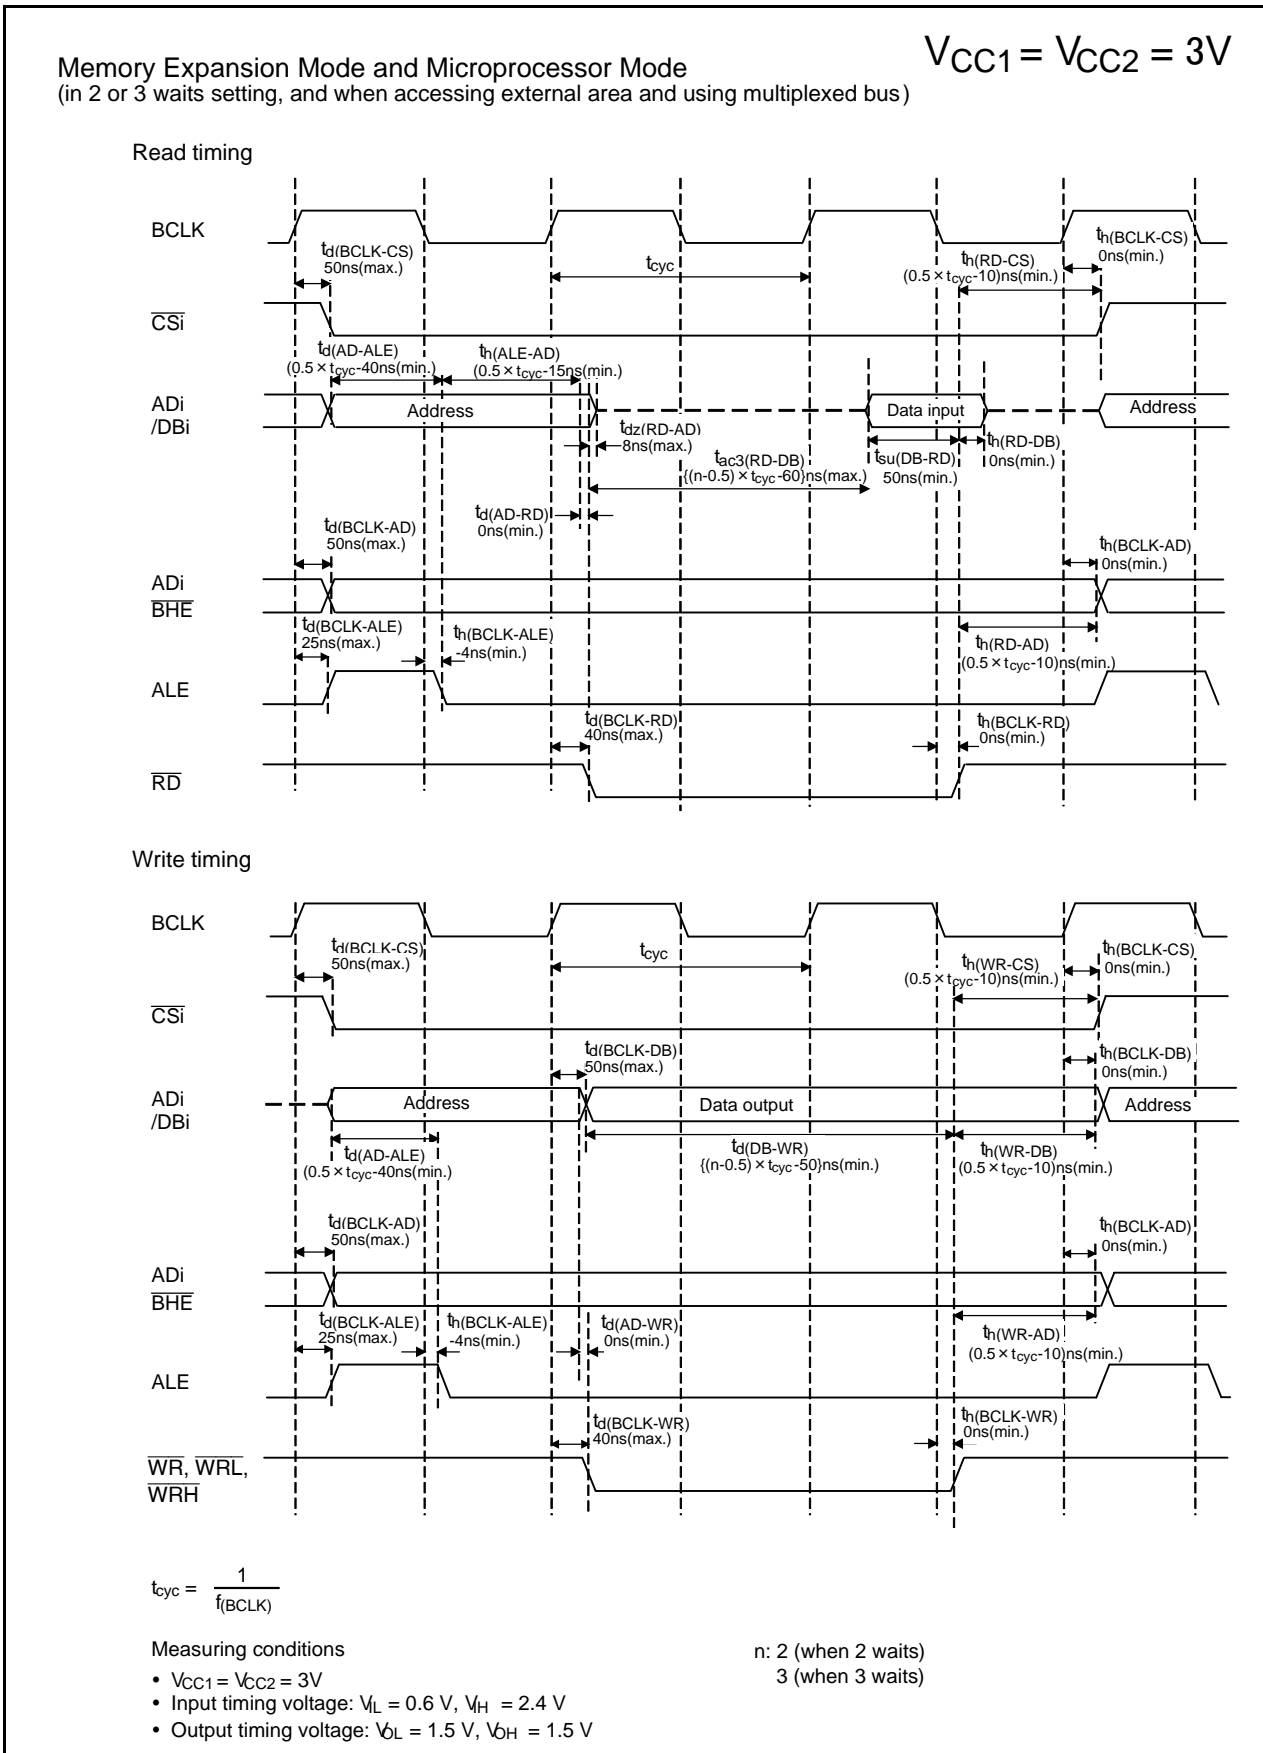 VCC1 = VCC2 = 3V
Memory Expansion Mode and Microprocessor Mode
(in 2 or 3 waits setting, and when accessing external area and using multiplexed bus)
Read timing
BCLK
td(BCLK-CS)
50ns(max.)
tcyc
th(RD-CS)
(0.5 × tcyc-10)ns(min.)
th(BCLK-CS)
0ns(min.)
CSi
td(AD-ALE)
(0.5 × tcyc-40ns(min.)
th(ALE-AD)
(0.5 × tcyc-15ns(min.)
ADi
/DBi
Address
Data input
Address
tdz(RD-AD)
8ns(max.)
tac3(RD-DB)
{(n-0.5) × tcyc-60}ns(max.)
tsu(DB-RD)
50ns(min.)
th(RD-DB)
0ns(min.)
td(AD-RD)
0ns(min.)
td(BCLK-AD)
50ns(max.)
th(BCLK-AD)
0ns(min.)
ADi
BHE
td(BCLK-ALE)
25ns(max.)
th(BCLK-ALE)
-4ns(min.)
th(RD-AD)
(0.5 × tcyc-10)ns(min.)
ALE
td(BCLK-RD)
40ns(max.)
th(BCLK-RD)
0ns(min.)
RD
Write timing
BCLK
td(BCLK-CS)
50ns(max.)
tcyc
th(WR-CS)
(0.5 × tcyc-10)ns(min.)
th(BCLK-CS)
0ns(min.)
CSi
td(BCLK-DB)
50ns(max.)
th(BCLK-DB)
0ns(min.)
ADi
/DBi
Address
Data output
Address
td(AD-ALE)
(0.5 × tcyc-40ns(min.)
td(DB-WR)
{(n-0.5) × tcyc-50}ns(min.)
th(WR-DB)
(0.5 × tcyc-10)ns(min.)
td(BCLK-AD)
50ns(max.)
th(BCLK-AD)
0ns(min.)
ADi
BHE
td(BCLK-ALE)
25ns(max.)
th(BCLK-ALE)
-4ns(min.)
td(AD-WR)
0ns(min.)
th(WR-AD)
(0.5 × tcyc-10)ns(min.)
ALE
td(BCLK-WR)
40ns(max.)
th(BCLK-WR)
0ns(min.)
WR, WRL,
WRH
tcyc = 1
f(BCLK)
Measuring conditions
• VCC1 = VCC2 = 3V
• Input timing voltage: VIL = 0.6 V, VIH = 2.4 V
• Output timing voltage: VOL = 1.5 V, VOH = 1.5 V
n: 2 (when 2 waits)
3 (when 3 waits)